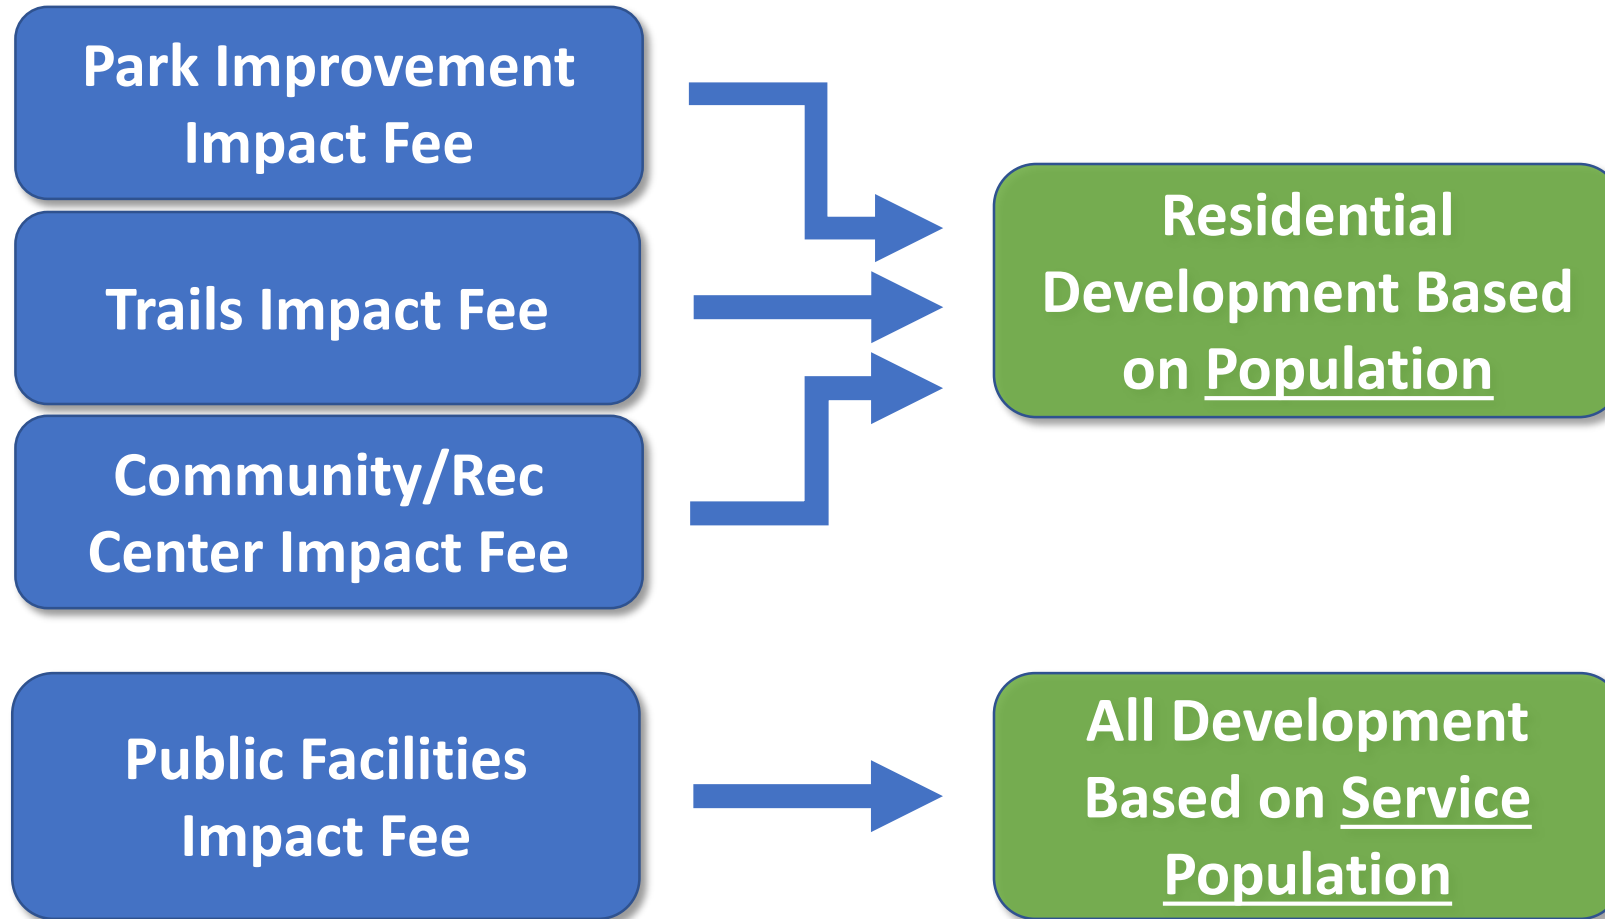 Park Improvement
Impact Fee
Trails Impact Fee
Community/Rec
Center Impact Fee
Residential
Development Based
on Population
Public Facilities
Impact Fee
All Development
Based on Service
Population